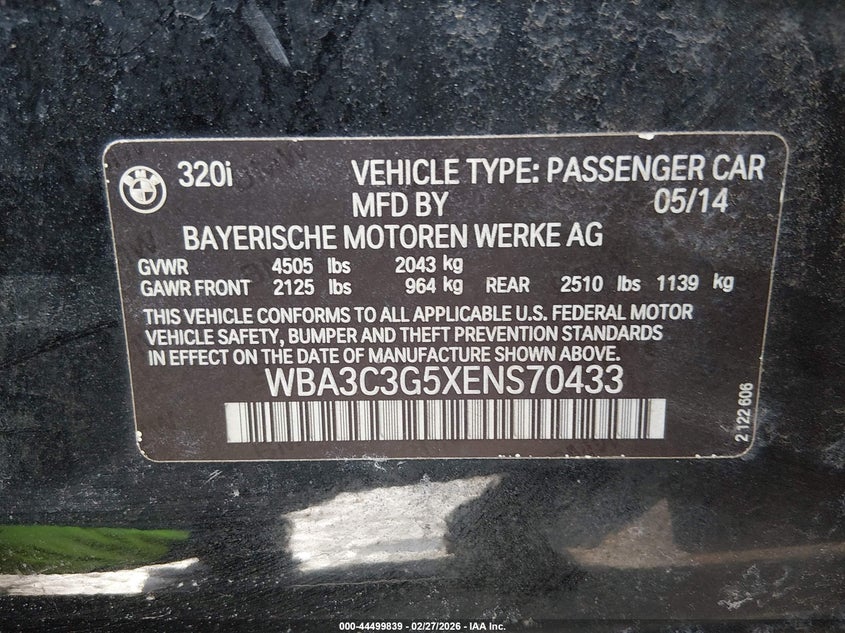 320i VEHICLE TYPE: PASSENGER CAR
MFD BY 05/14
BAYERISCHE MOTOREN WERKE AG
GVWR 4505 lbs 2043 kg
GAWR FRONT 2125 lbs 964 kg REAR 2510 lbs 1139 kg
THIS VEHICLE CONFORMS TO ALL APPLICABLE U.S. FEDERAL MOTOR
VEHICLE SAFETY, BUMPER AND THEFT PREVENTION STANDARDS
IN EFFECT ON THE DATE OF MANUFACTURE SHOWN ABOVE.
WBA3C3G5XENS70433
2 122 606
000-44499839 - 02/27/2026 - IAA Inc.